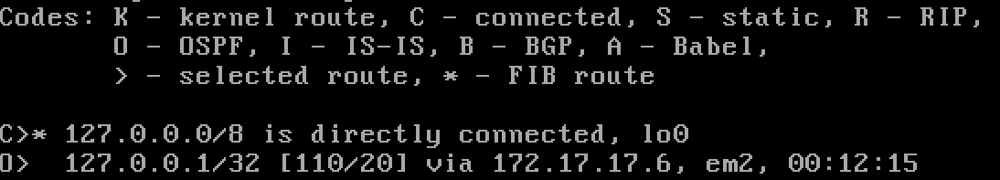 Codes: K - kernel route, C - connected, S - static, R - RIP,
       O - OSPF, I - IS-IS, B - BGP, A - Babel,
       > - selected route, * - FIB route

C>* 127.0.0.0/8 is directly connected, lo0
O>  127.0.0.1/32 [110/20] via 172.17.17.6, em2, 00:12:15